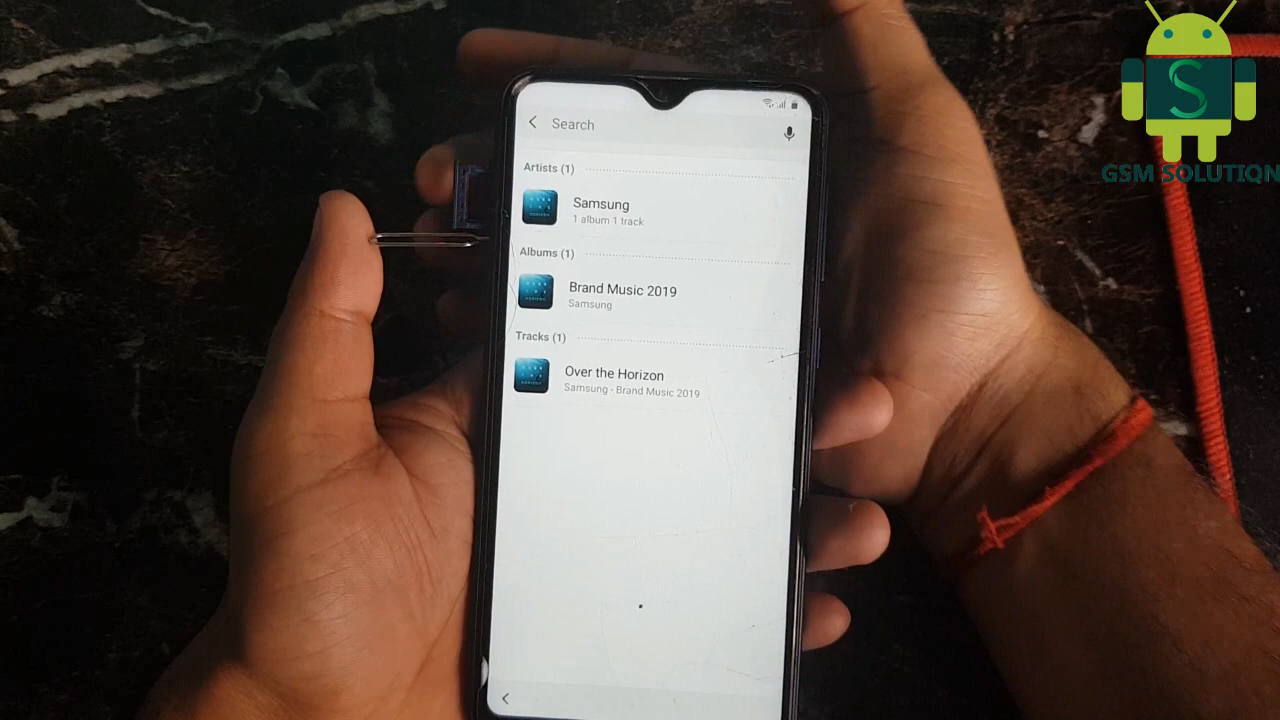 Search
Artists (1)
Samsung
1 album 1 track
Albums (1)
Brand Music 2019
Samsung
Tracks (1)
Over the Horizon
Samsung - Brand Music 2019
S
GSM SOLUTION